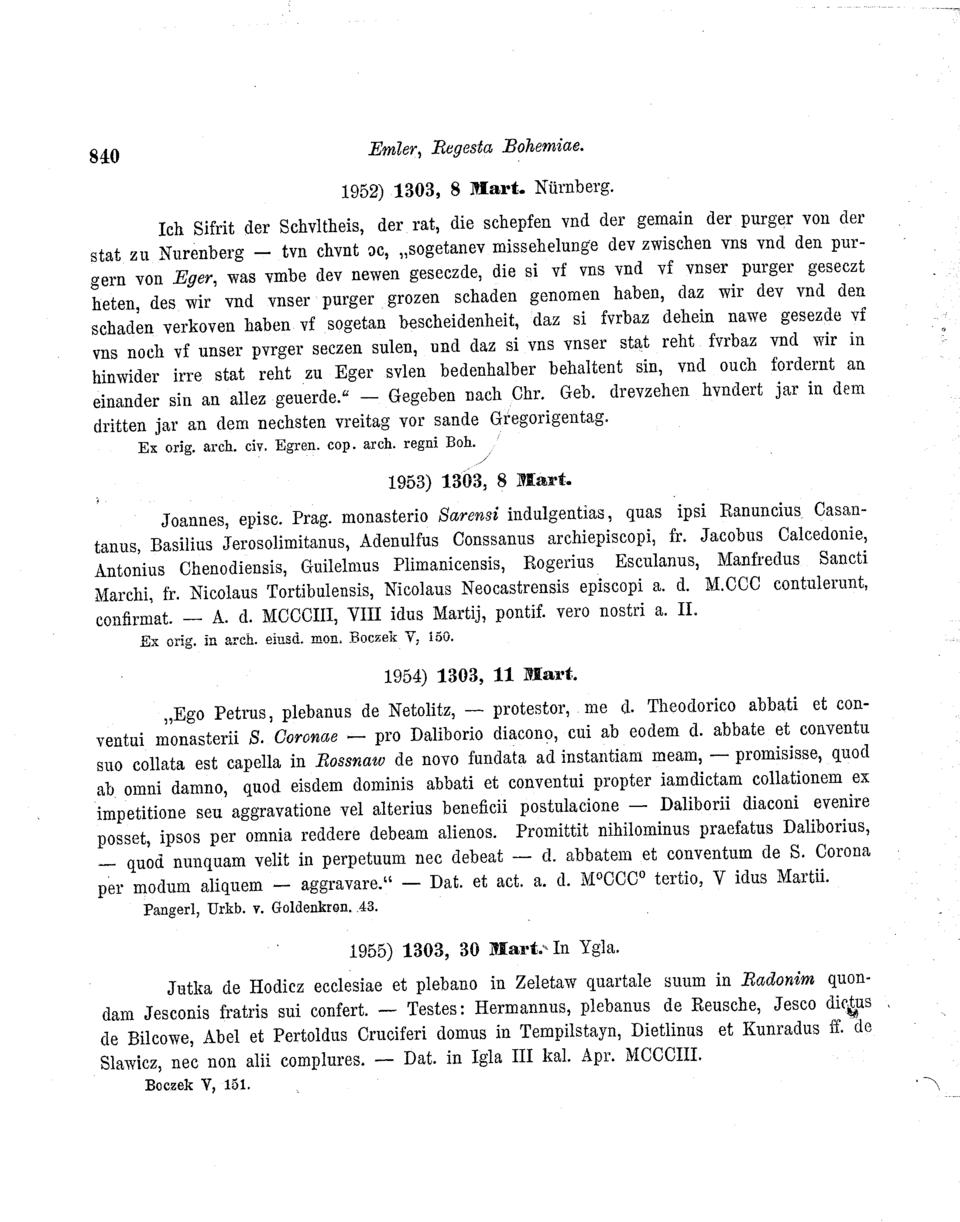 840
Emler, Regesta Bohemiae.
1952) 1303, 8 Mart. Nürnberg.
Ich Sifrit der Schvltheis, der rat, die schepfen vnd der gemain der purger von der
stat zu Nurenberg — tvn chvnt ɔc, „sogetanev missehelunge dev zwischen vns vnd den pur-
gern von Eger, was vmbe dev newen geseczde, die si vf vns vnd vf vnser purger geseczt
heten, des wir vnd vnser purger grozen schaden genomen haben, daz wir dev vnd den
schaden verkoven haben vf sogetan bescheidenheit, daz si fvrbaz dehein nawe gesezde vf
vns noch vf unser pvrger seczen sulen, und daz si vns vnser stat reht fvrbaz vnd wir in
hinwider irre stat reht zu Eger svlen bedenhalber behaltent sin, vnd ouch fordernt an
einander sin an allez geuerde.“ — Gegeben nach Chr. Geb. drevzehen hvndert jar in dem
dritten jar an dem nechsten vreitag vor sande Gregorigentag.
Ex orig. arch. civ. Egren. cop. arch. regni Boh.
1953) 1303, 8 Mart.
Joannes, episc. Prag. monasterio Sarensi indulgentias, quas ipsi Ranuncius Casan-
tanus, Basilius Jerosolimitanus, Adenulfus Conssanus archiepiscopi, fr. Jacobus Calcedonie,
Antonius Chenodiensis, Guilelmus Plimanicensis, Rogerius Esculanus, Manfredus Sancti
Marchi, fr. Nicolaus Tortibulensis, Nicolaus Neocastrensis episcopi a. d. M.CCC contulerunt,
confirmat. — A. d. MCCCIII, VIII idus Martij, pontif. vero nostri a. II.
Ex orig. in arch. eiusd. mon. Boczek V, 150.
1954) 1303, 11 Mart.
„Ego Petrus, plebanus de Netolitz, — protestor, me d. Theodorico abbati et con-
ventui monasterii S. Coronae — pro Daliborio diacono, cui ab eodem d. abbate et conventu
suo collata est capella in Rossnaw de novo fundata ad instantiam meam, — promisisse, quod
ab omni damno, quod eisdem dominis abbati et conventui propter iamdictam collationem ex
impetitione seu aggravatione vel alterius beneficii postulacione — Daliborii diaconi evenire
posset, ipsos per omnia reddere debeam alienos. Promittit nihilominus praefatus Daliborius,
— quod nunquam velit in perpetuum nec debeat — d. abbatem et conventum de S. Corona
per modum aliquem — aggravare.“ — Dat. et act. a. d. M⁰CCC⁰ tertio, V idus Martii.
Pangerl, Urkb. v. Goldenkron. 43.
1955) 1303, 30 Mart. In Ygla.
Jutka de Hodicz ecclesiae et plebano in Zeletaw quartale suum in Radonim quon-
dam Jesconis fratris sui confert. — Testes: Hermannus, plebanus de Reusche, Jesco dictus
de Bilcowe, Abel et Pertoldus Cruciferi domus in Tempilstayn, Dietlinus et Kunradus ff. de
Slawicz, nec non alii complures. — Dat. in Igla III kal. Apr. MCCCIII.
Boczek V, 151.